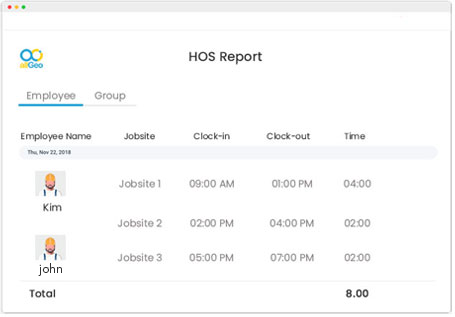 allGeo
HOS Report
Employee Group
Employee Name Jobsite Clock-in Clock-out Time
Thu, Nov 22, 2018
Jobsite 1 09:00 AM 01:00 PM 04:00
Kim
Jobsite 2 02:00 PM 04:00 PM 02:00
Jobsite 3 05:00 PM 07:00 PM 02:00
john
Total 8.00